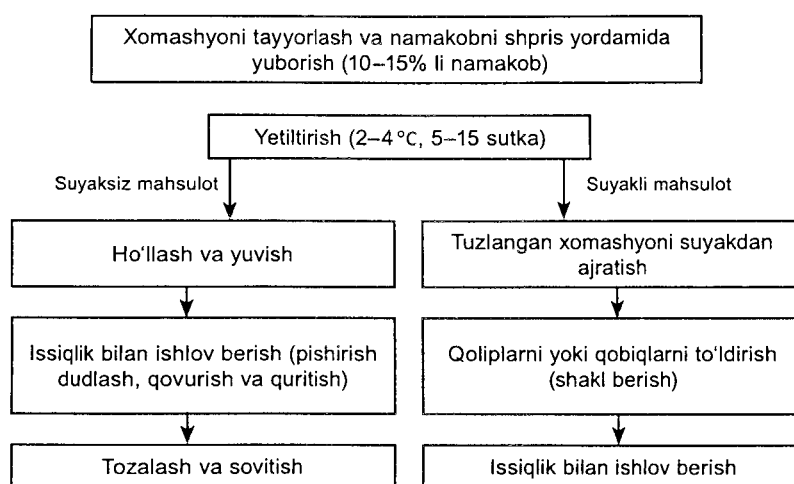 Xomashyoni tayyorlash va namakobni shpris yordamida
yuborish (10–15% li namakob)
Yetiltirish (2–4 °C, 5–15 sutka)
Suyaksiz mahsulot
Suyakli mahsulot
Ho‘llash va yuvish
Tuzlangan xomashyoni suyakdan
ajratish
Issiqlik bilan ishlov berish (pishirish
dudlash, qovurish va quritish)
Qoliplarni yoki qobiqlarni to‘ldirish
(shakl berish)
Tozalash va sovitish
Issiqlik bilan ishlov berish